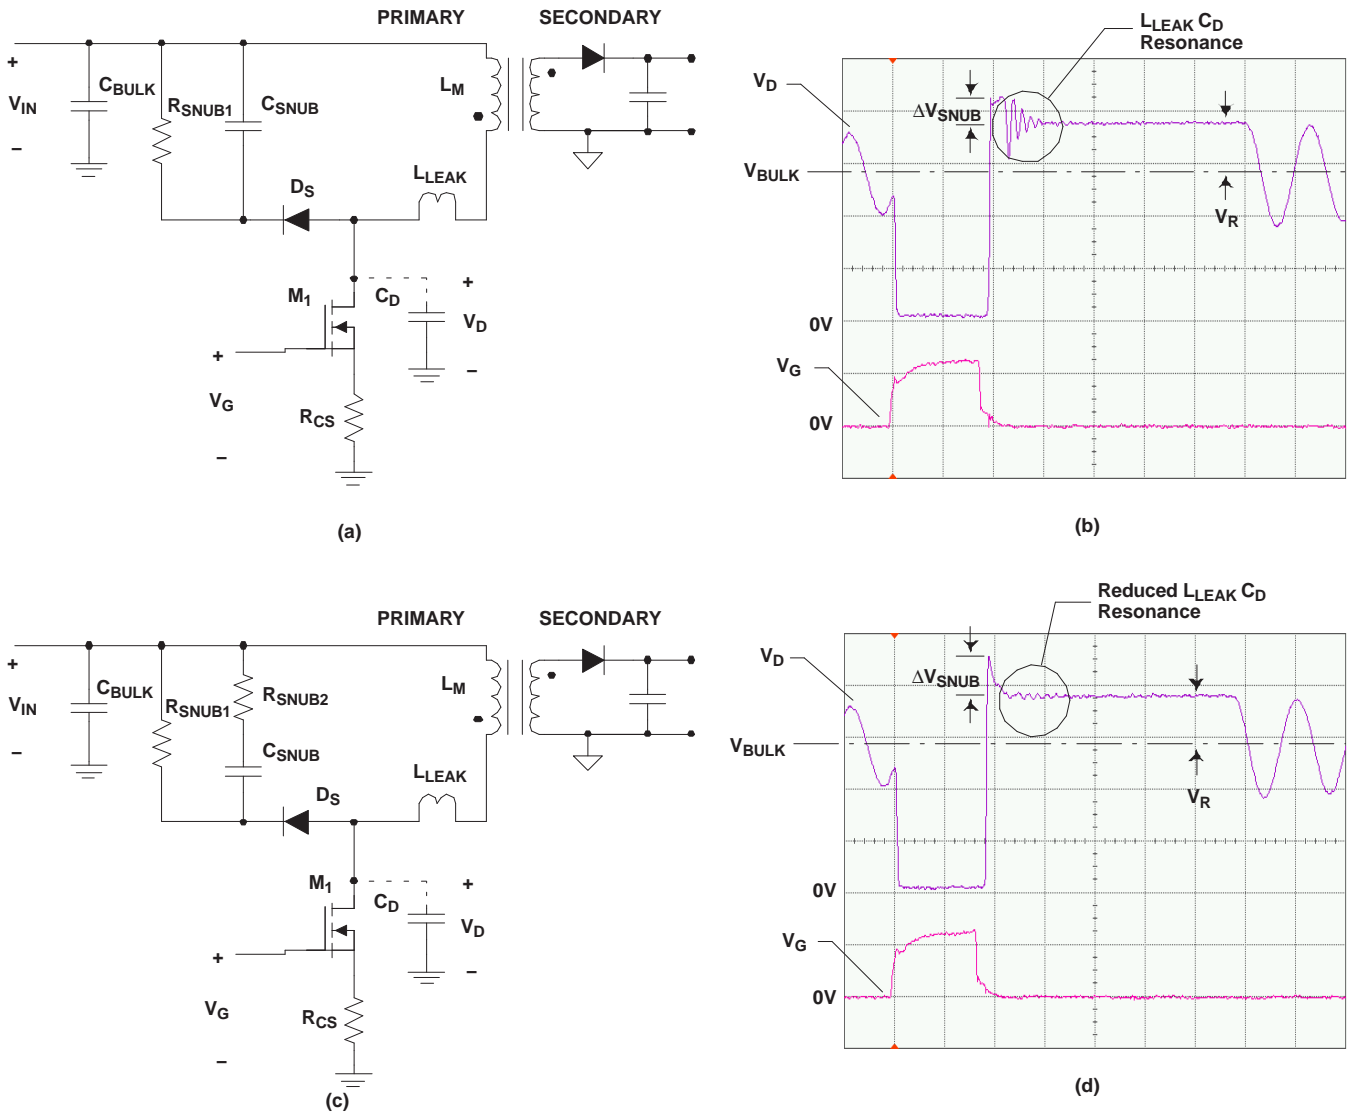 PRIMARY SECONDARY
+
CBULK
RSNUB1
CSNUB
LM
VIN
–
LLEAK
DS
M1
CD
+
VD
–
+
VG
–
RCS
(a)
LLEAK CD
Resonance
VD
ΔVSNUB
VBULK
VR
0V
VG
0V
(b)
PRIMARY SECONDARY
+
CBULK
RSNUB1
RSNUB2
LM
VIN
–
CSNUB
LLEAK
DS
M1
CD
+
VD
–
+
VG
–
RCS
(c)
Reduced LLEAK CD
Resonance
VD
ΔVSNUB
VBULK
VR
0V
VG
0V
(d)